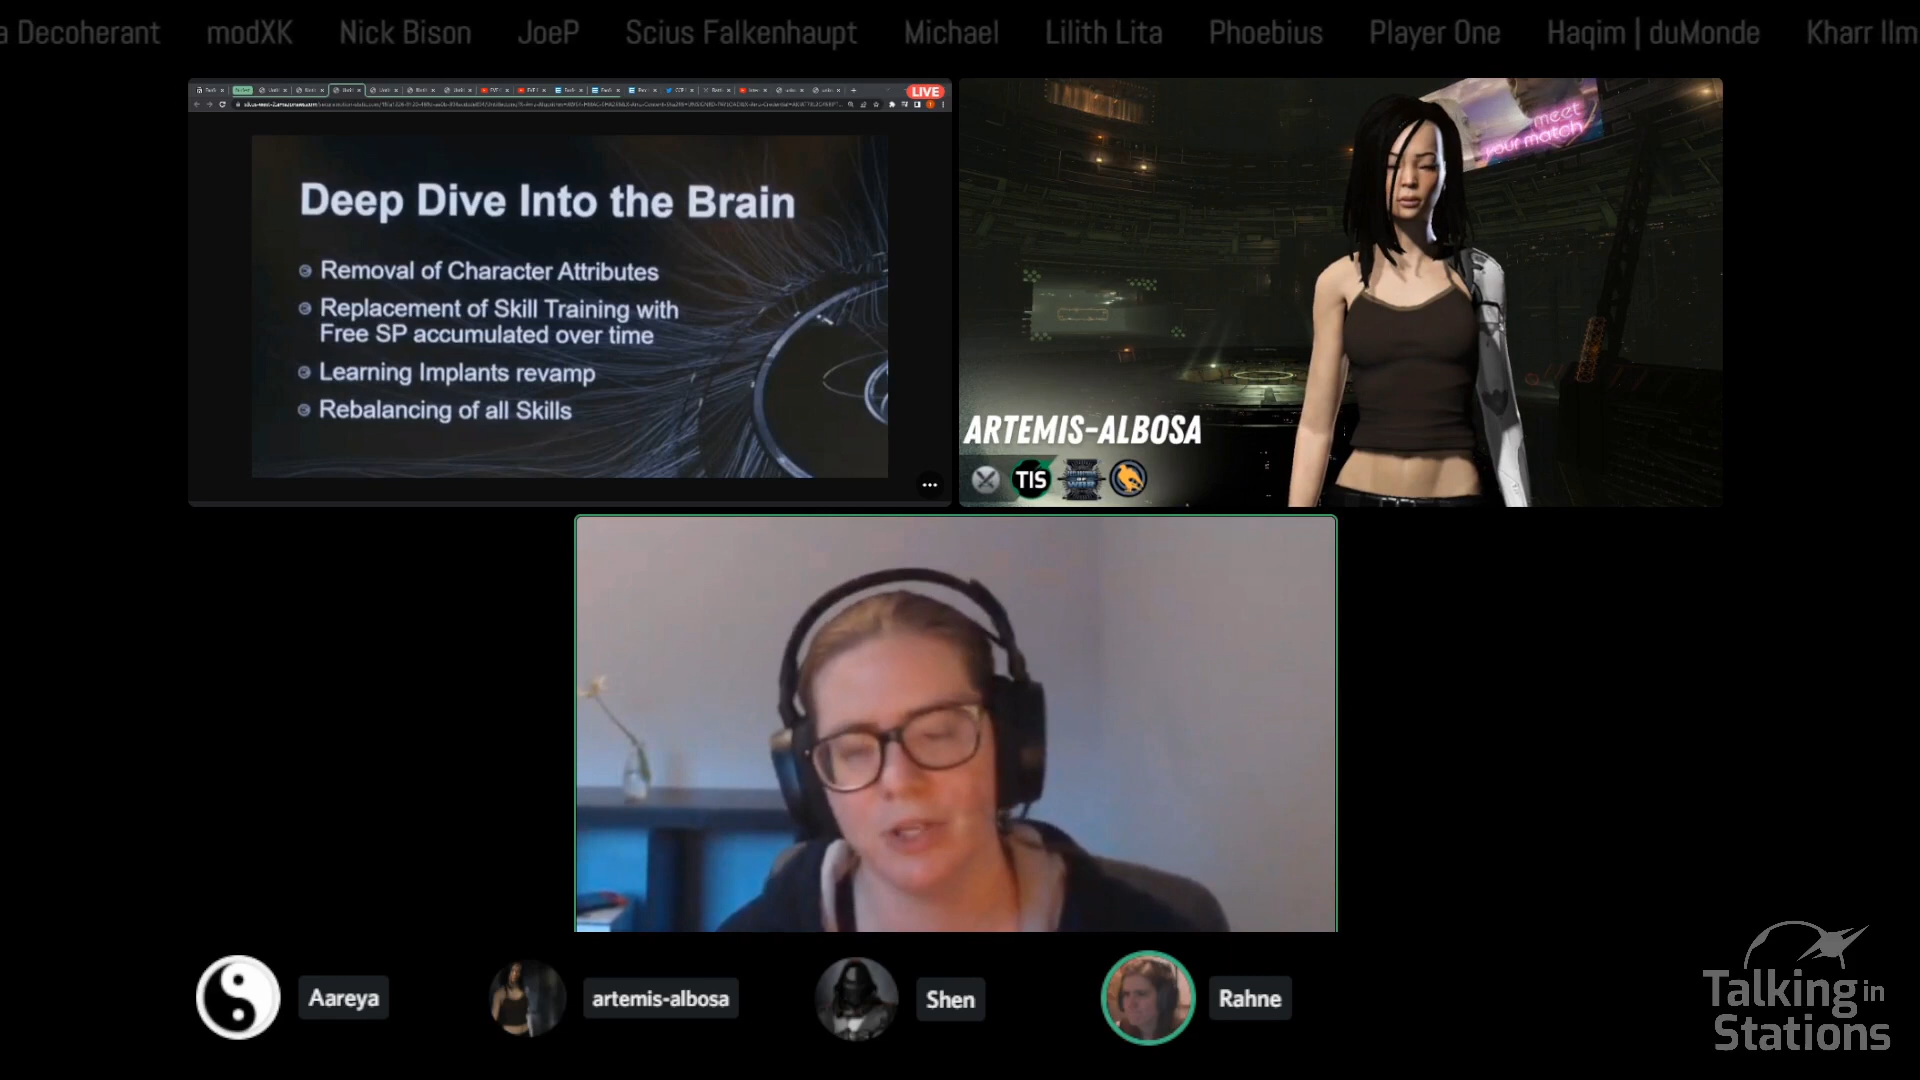 a Decoherant modXK Nick Bison JoeP Scius Falkenhaupt Michael Lilith Lita Phoebius Player One Haqim | duMonde Kharr Ilm
LIVE
Deep Dive Into the Brain
Removal of Character Attributes
Replacement of Skill Training with
Free SP accumulated over time
Learning Implants revamp
Rebalancing of all Skills
meet
your match
ARTEMIS-ALBOSA
TIS
Aareya
artemis-albosa
Shen
Rahne
Talking in
Stations